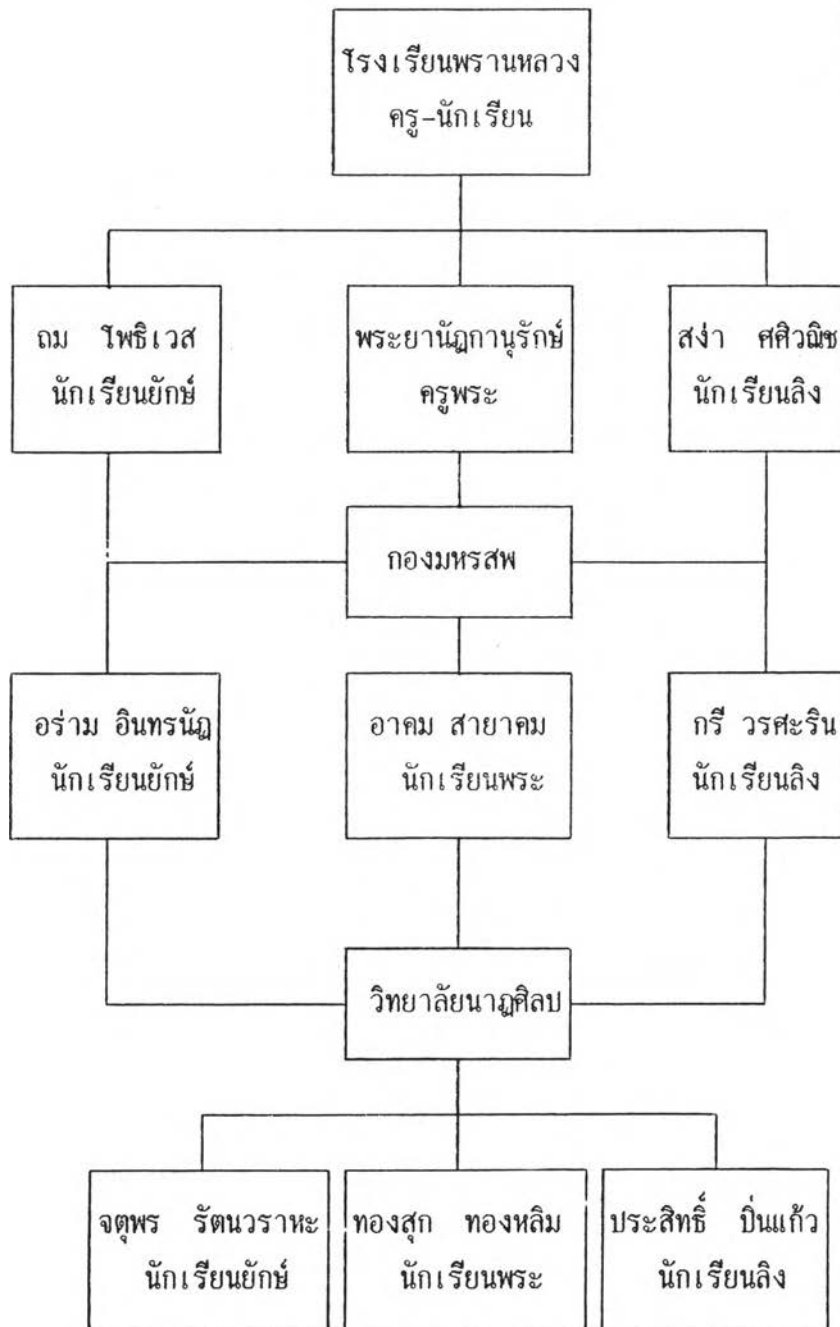 โรงเรียนพรานหลวง
ครู-นักเรียน
ถม โพธิเวส
นักเรียนยักษ์
พระยานัฏกานุรักษ์
ครูพระ
สง่า ศศิวณิช
นักเรียนลิง
กองมหรสพ
อร่าม อินทรนัฏ
นักเรียนยักษ์
อาคม สายาคม
นักเรียนพระ
กรี วรศะริน
นักเรียนลิง
วิทยาลัยนาฏศิลป
จตุพร รัตนวราหะ
นักเรียนยักษ์
ทองสุก ทองหลิม
นักเรียนพระ
ประสิทธิ์ ปิ่นแก้ว
นักเรียนลิง